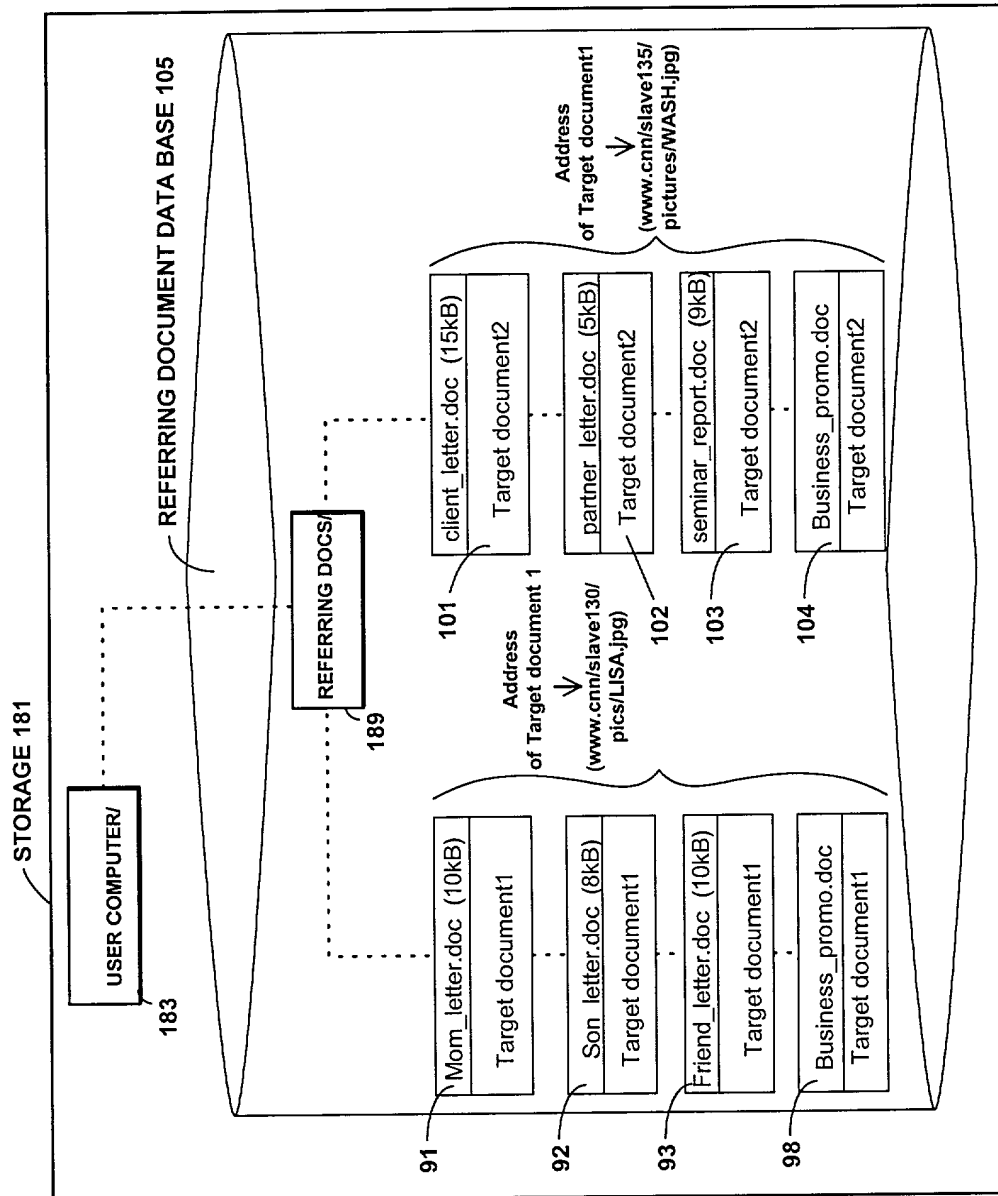 STORAGE 181
USER COMPUTER/
183
REFERRING DOCUMENT DATA BASE 105
REFERRING DOCS/
189
91
Mom_letter.doc (10kB)
Target document1
92
Son_letter.doc (8kB)
Target document1
93
Friend_letter.doc (10kB)
Target document1
98
Business_promo.doc
Target document1
Address
of Target document 1
(www.cnn/slave130/
pics/LISA.jpg)
101
client_letter.doc (15kB)
Target document2
102
partner_letter.doc (5kB)
Target document2
103
seminar_report.doc (9kB)
Target document2
104
Business_promo.doc
Target document2
Address
of Target document1
(www.cnn/slave135/
pictures/WASH.jpg)